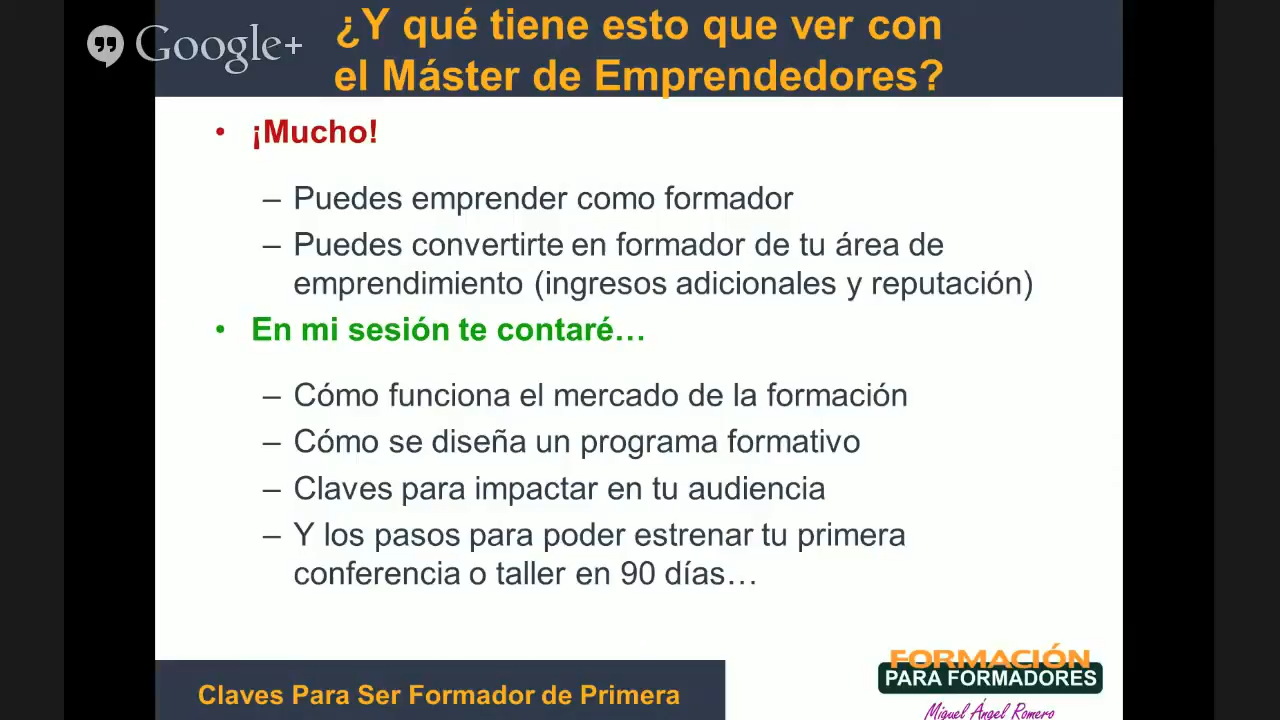 Google+
¿Y qué tiene esto que ver con
el Máster de Emprendedores?
• ¡Mucho!
– Puedes emprender como formador
– Puedes convertirte en formador de tu área de
emprendimiento (ingresos adicionales y reputación)
• En mi sesión te contaré…
– Cómo funciona el mercado de la formación
– Cómo se diseña un programa formativo
– Claves para impactar en tu audiencia
– Y los pasos para poder estrenar tu primera
conferencia o taller en 90 días…
Claves Para Ser Formador de Primera
FORMACIÓN
PARA FORMADORES
Miguel Ángel Romero